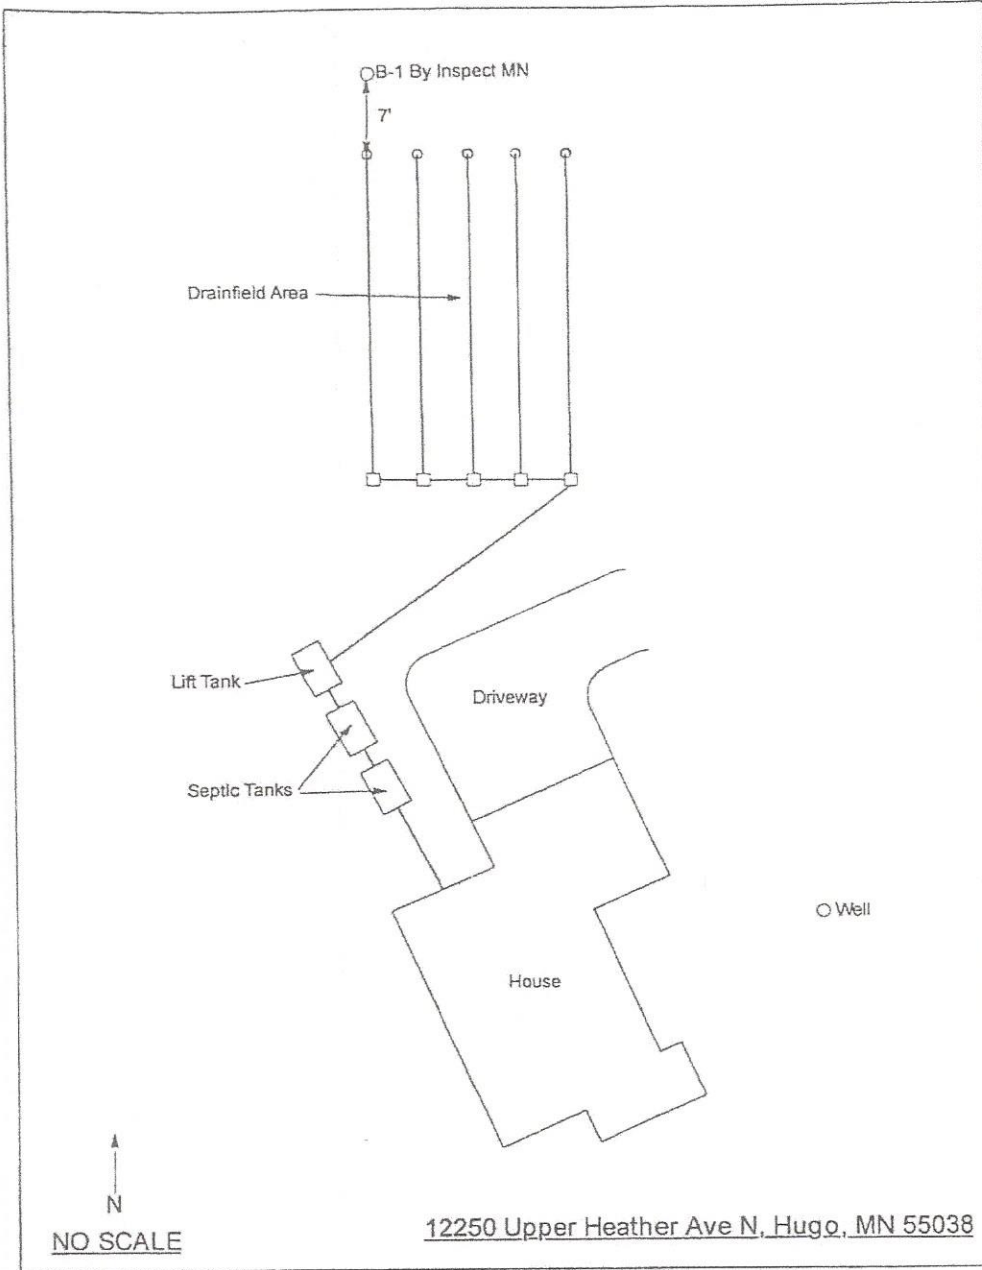 B-1 By Inspect MN
7'
Drainfield Area
Lift Tank
Driveway
Septic Tanks
Well
House
N
NO SCALE
12250 Upper Heather Ave N, Hugo, MN 55038